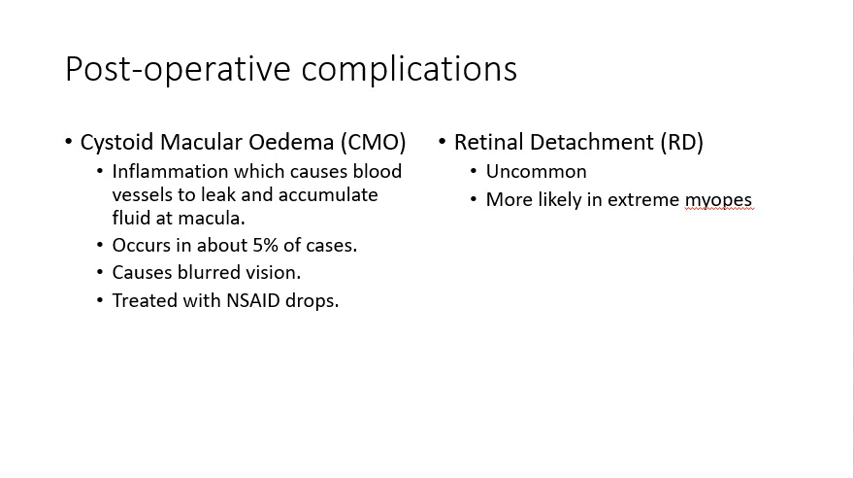 Post-operative complications
• Cystoid Macular Oedema (CMO)
• Inflammation which causes blood
vessels to leak and accumulate
fluid at macula.
• Occurs in about 5% of cases.
• Causes blurred vision.
• Treated with NSAID drops.
• Retinal Detachment (RD)
• Uncommon
• More likely in extreme myopes